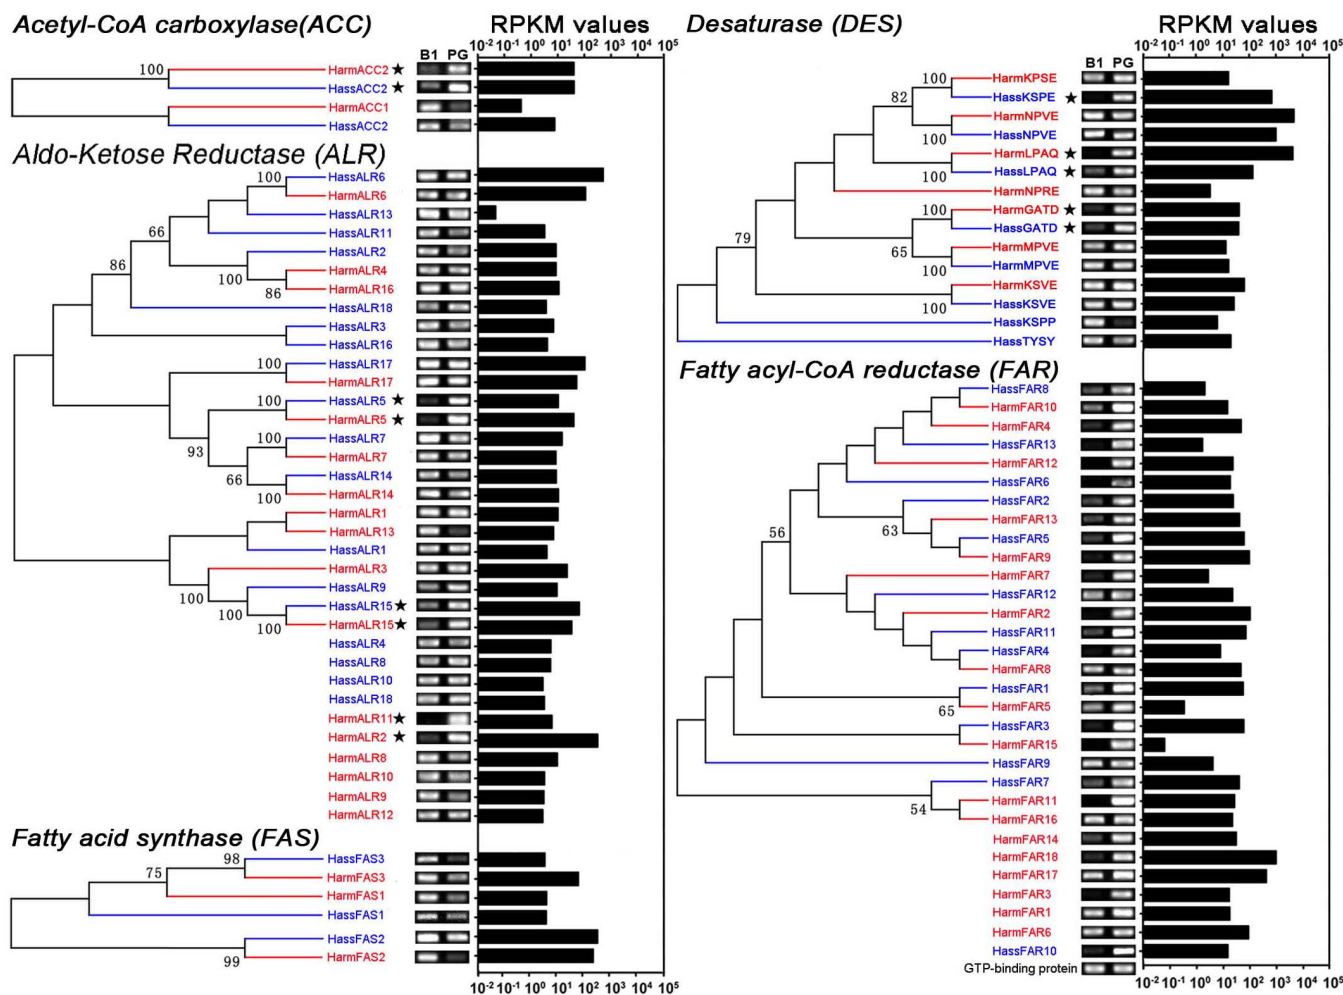 Acetyl-CoA carboxylase(ACC)
RPKM values
10-2 10-1 100 101 102 103 104 105
B1 PG
100
HarmACC2★
HassACC2★
HarmACC1
HassACC2
Aldo-Ketose Reductase (ALR)
HassALR6
100
HarmALR6
HassALR13
66
HassALR11
HassALR2
86
HarmALR4
100
HarmALR16
86
HassALR18
HassALR3
HassALR16
HassALR17
100
HarmALR17
HassALR5★
100
HarmALR5★
HassALR7
100
93
HarmALR7
HassALR14
66
HarmALR14
100
HarmALR1
HarmALR13
HassALR1
HarmALR3
HassALR9
100
HassALR15★
100
HarmALR15★
100
HassALR4
HassALR8
HassALR10
HassALR18
HarmALR11★
HarmALR2★
HarmALR8
HarmALR10
HarmALR9
HarmALR12
Fatty acid synthase (FAS)
98
HassFAS3
75
HarmFAS3
HarmFAS1
HassFAS1
HassFAS2
HarmFAS2
99
10-2 10-1 100 101 102 103 104 105
Desaturase (DES)
RPKM values
10-2 10-1 100 101 102 103 104 105
B1 PG
100
HarmKPSE
82
HassKSPE★
HarmNPVE
HassNPVE
100
HarmLPAQ★
HassLPAQ★
100
HarmNPRE
100
HarmGATD★
HassGATD★
79
65
HarmMPVE
HassMPVE
100
HarmKSVE
HassKSVE
100
HassKSPP
HassTYSY
Fatty acyl-CoA reductase (FAR)
HassFAR8
HarmFAR10
HarmFAR4
HassFAR13
HarmFAR12
HassFAR6
HassFAR2
HarmFAR13
56
63
HassFAR5
HarmFAR9
HarmFAR7
HassFAR12
HarmFAR2
HassFAR11
HassFAR4
HarmFAR8
HassFAR1
65
HarmFAR5
HassFAR3
HarmFAR15
HassFAR9
HassFAR7
HarmFAR11
54
HarmFAR16
HarmFAR14
HarmFAR18
HarmFAR17
HarmFAR3
HarmFAR1
HarmFAR6
HassFAR10
GTP-binding protein
10-2 10-1 100 101 102 103 104 105